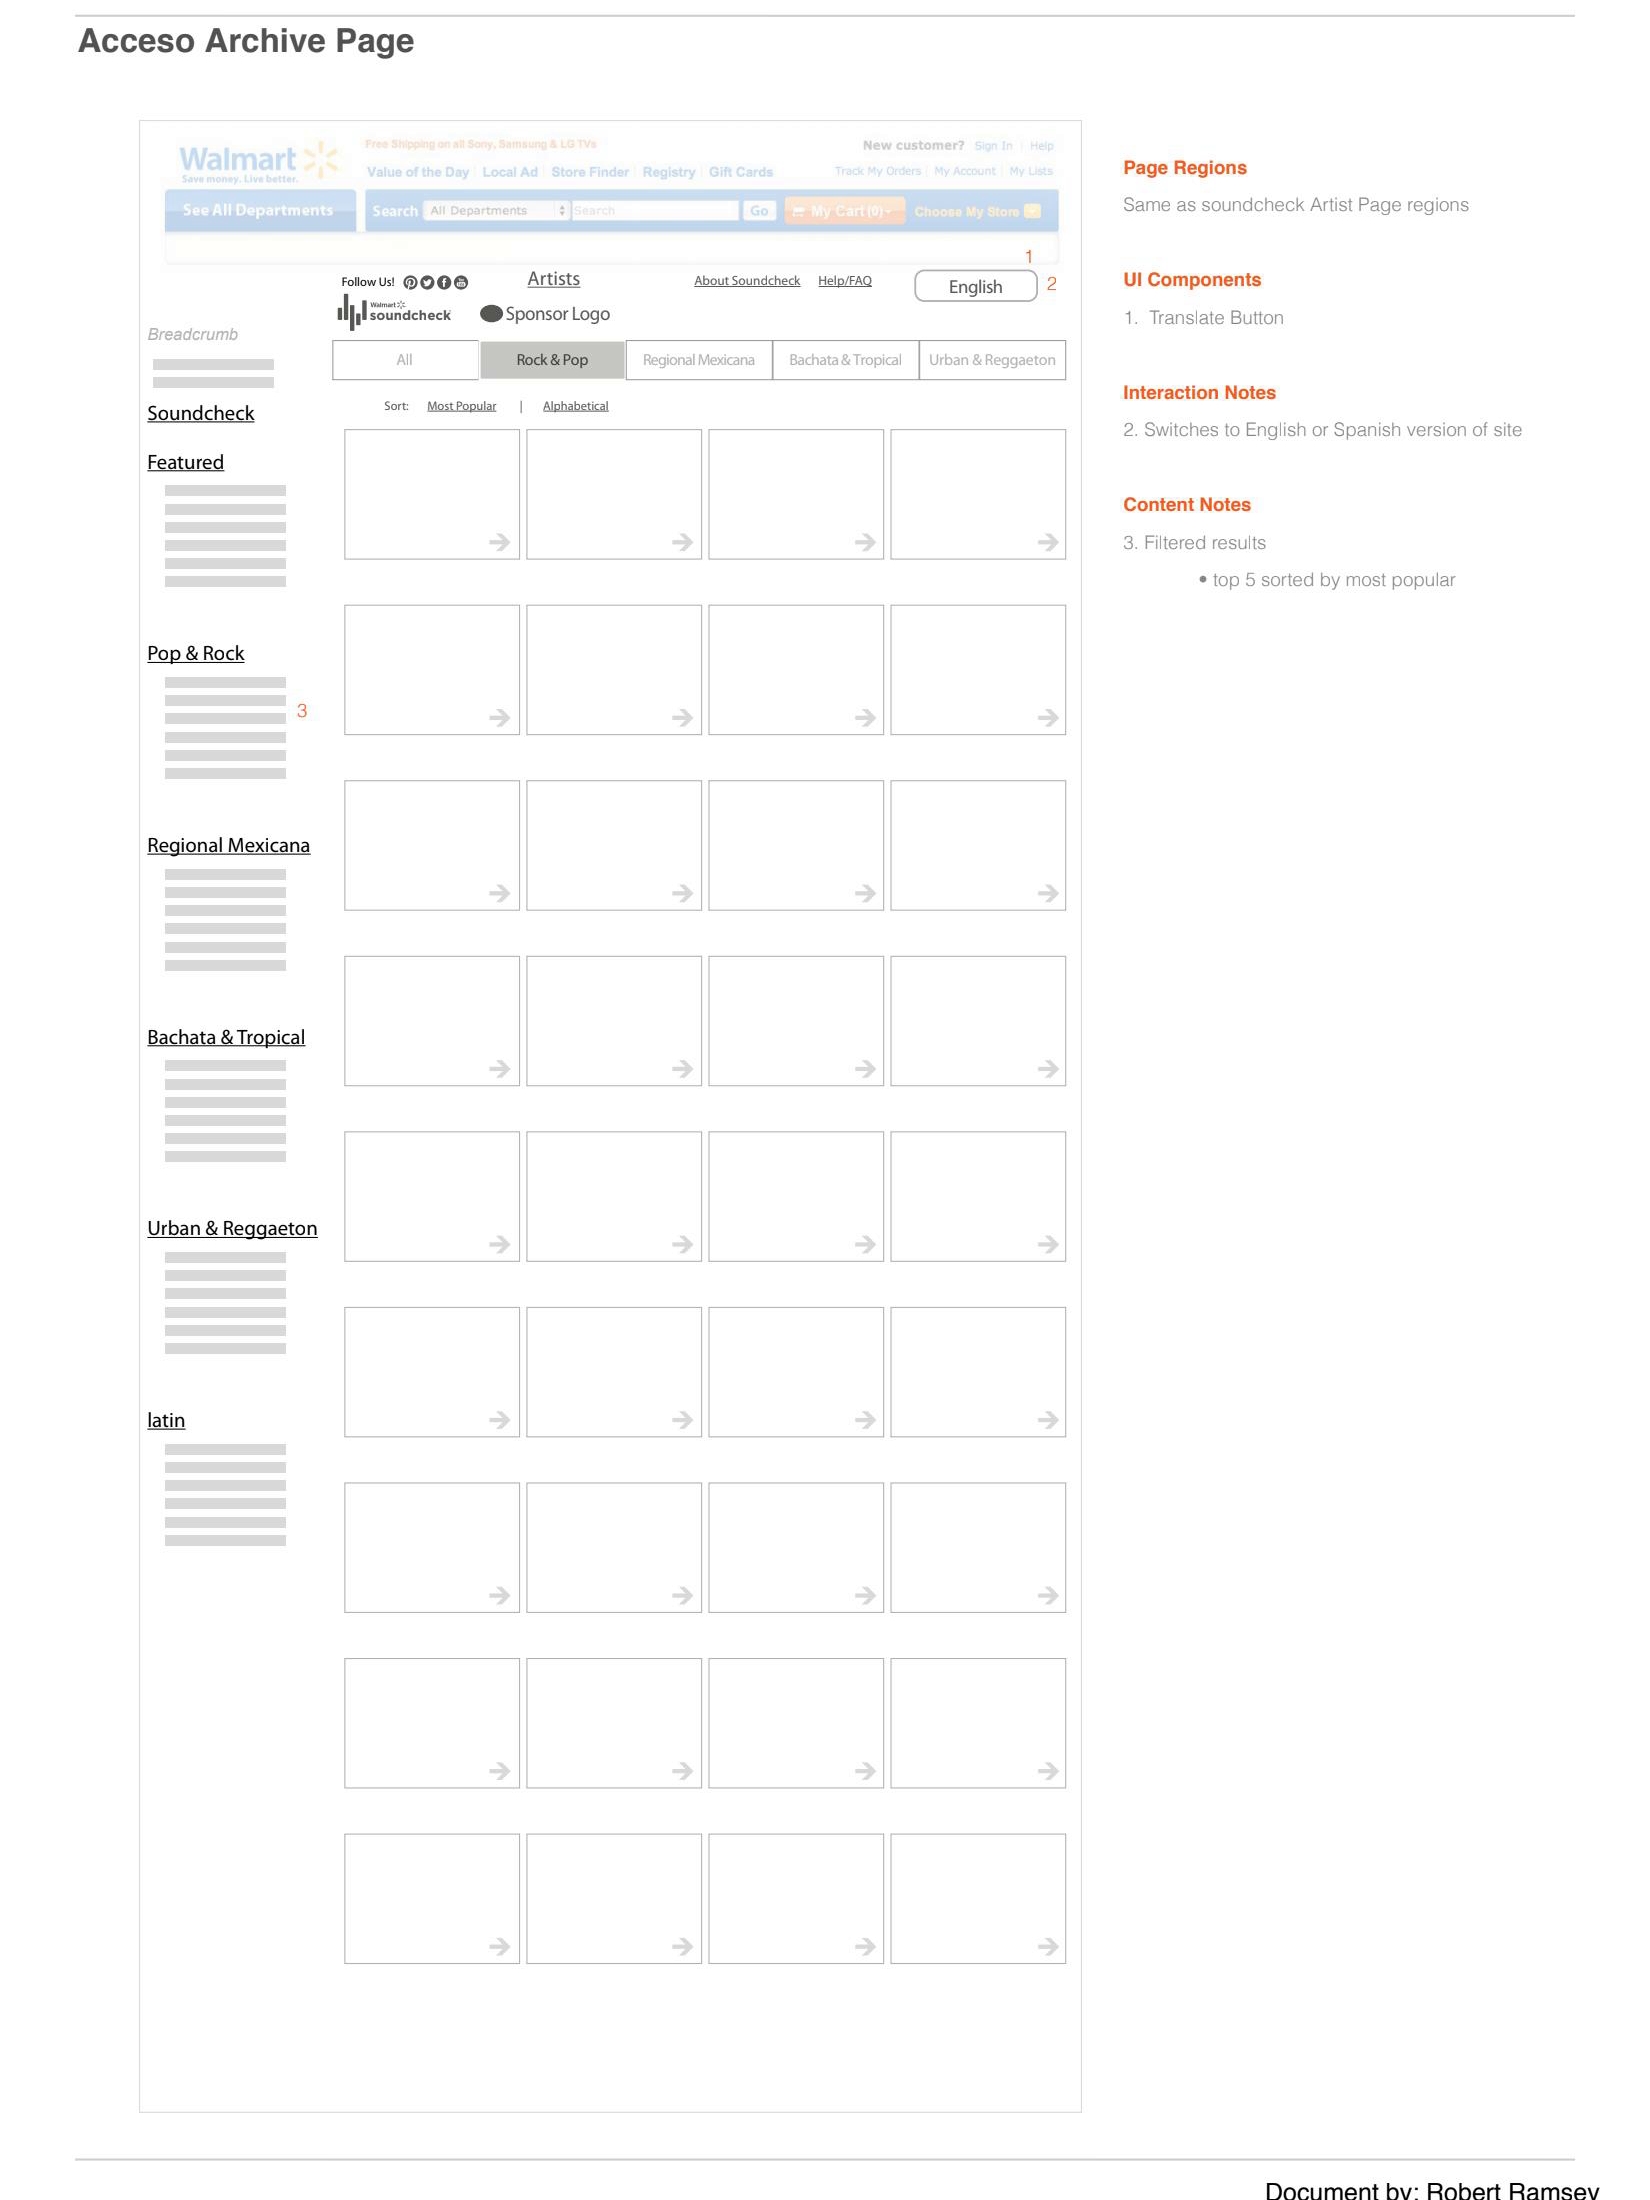 Acceso Archive Page
Walmart
Save money. Live better.
Free Shipping on all Sony, Samsung & LG TVs
New customer? Sign In | Help
Value of the Day | Local Ad | Store Finder | Registry | Gift Cards
Track My Orders | My Account | My Lists
See All Departments
Search All Departments Search Go My Cart (0) Choose My Store
1
Follow Us! Artists About Soundcheck Help/FAQ English 2
Walmart
soundcheck Sponsor Logo
Breadcrumb
All Rock & Pop Regional Mexicana Bachata & Tropical Urban & Reggaeton
Sort: Most Popular | Alphabetical
Soundcheck
Featured
Pop & Rock
3
Regional Mexicana
Bachata & Tropical
Urban & Reggaeton
latin
Page Regions
Same as soundcheck Artist Page regions
UI Components
1. Translate Button
Interaction Notes
2. Switches to English or Spanish version of site
Content Notes
3. Filtered results
• top 5 sorted by most popular
Document by: Robert Ramsey